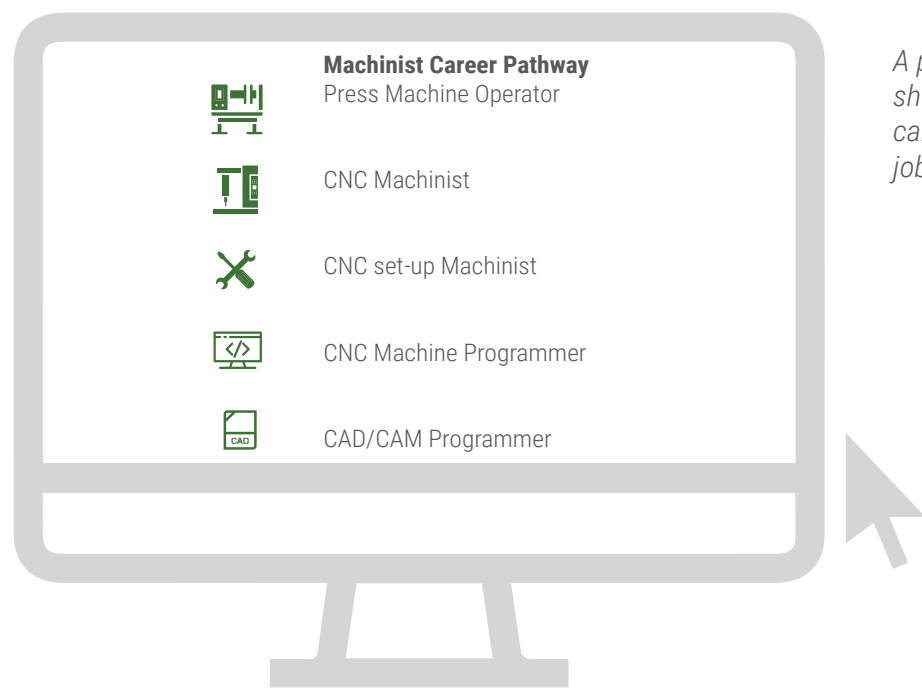 Machinist Career Pathway
Press Machine Operator
CNC Machinist
CNC set-up Machinist
</>
CNC Machine Programmer
CAD
CAD/CAM Programmer
A